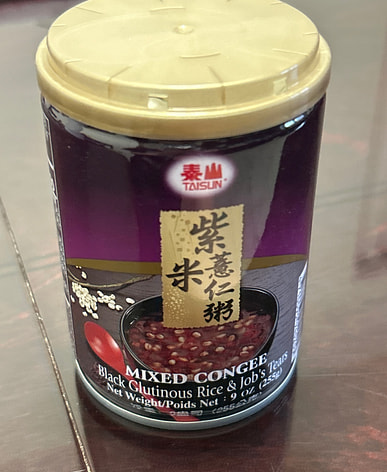 泰山
TAISUN®
紫米
薏仁粥
MIXED CONGEE
Black Glutinous Rice & Job's Tears
Net Weight/Poids Net : 9 oz (255g)